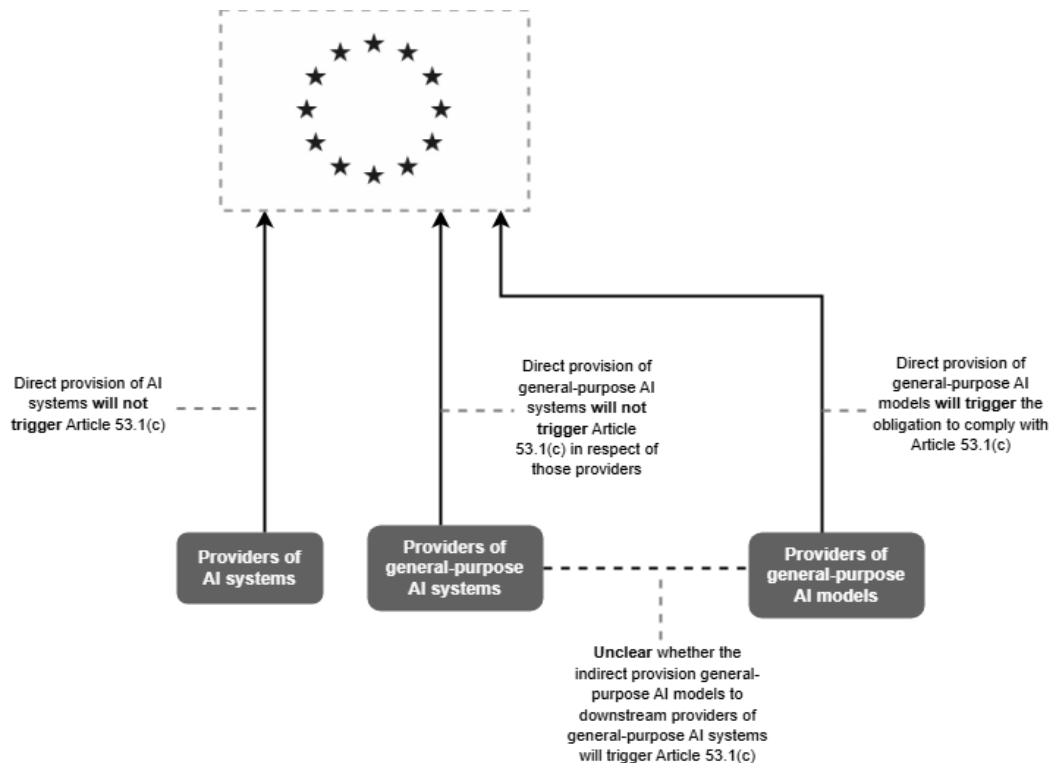 Direct provision of AI
systems will not
trigger Article 53.1(c)
Direct provision of
general-purpose AI
systems will not
trigger Article
53.1(c) in respect of
those providers
Direct provision of
general-purpose AI
models will trigger the
obligation to comply with
Article 53.1(c)
Providers of
AI systems
Providers of
general-purpose
AI systems
Providers of
general-purpose
AI models
Unclear whether the
indirect provision general-
purpose AI models to
downstream providers of
general-purpose AI systems
will trigger Article 53.1(c)